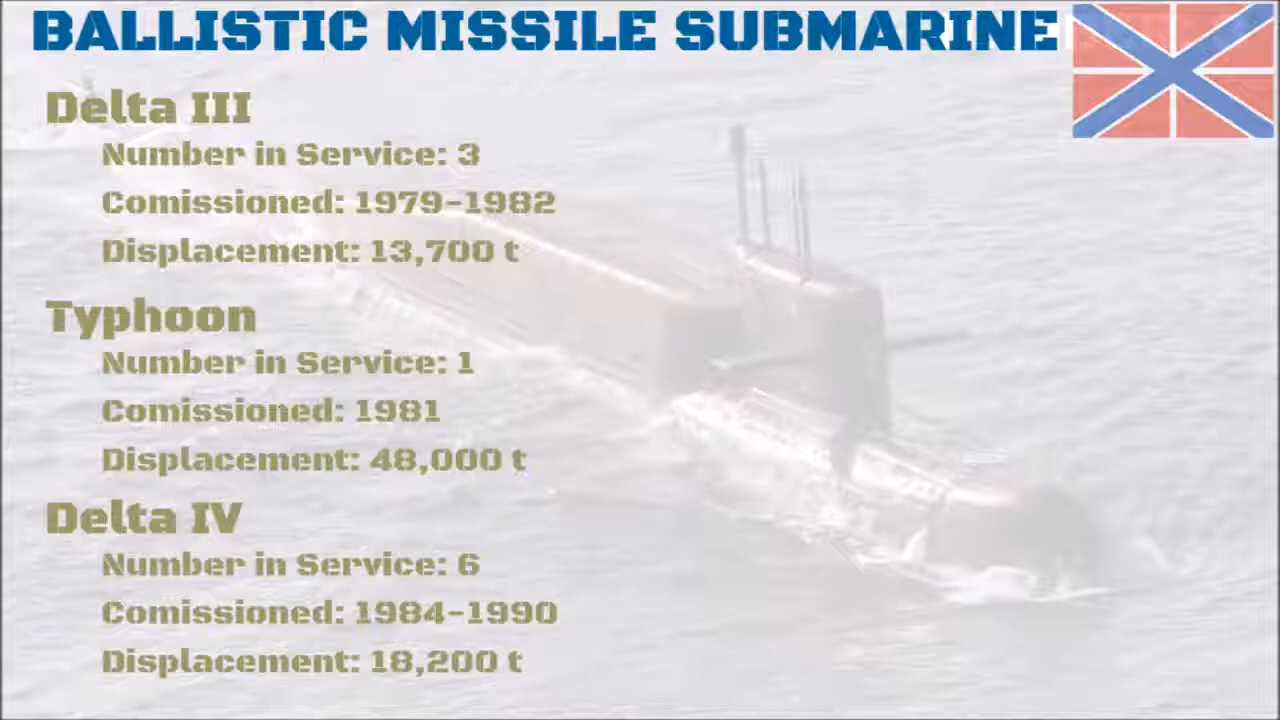 BALLISTIC MISSILE SUBMARINE
Delta III
Number in Service: 3
Comissioned: 1979-1982
Displacement: 13,700 t
Typhoon
Number in Service: 1
Comissioned: 1981
Displacement: 48,000 t
Delta IV
Number in Service: 6
Comissioned: 1984-1990
Displacement: 18,200 t